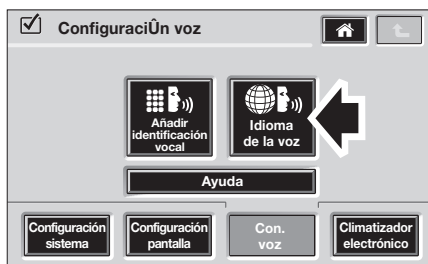 ConfiguraciÛn voz
Añadir
identificación
vocal
Idioma
de la voz
Ayuda
Configuración
sistema
Configuración
pantalla
Con.
voz
Climatizador
electrónico